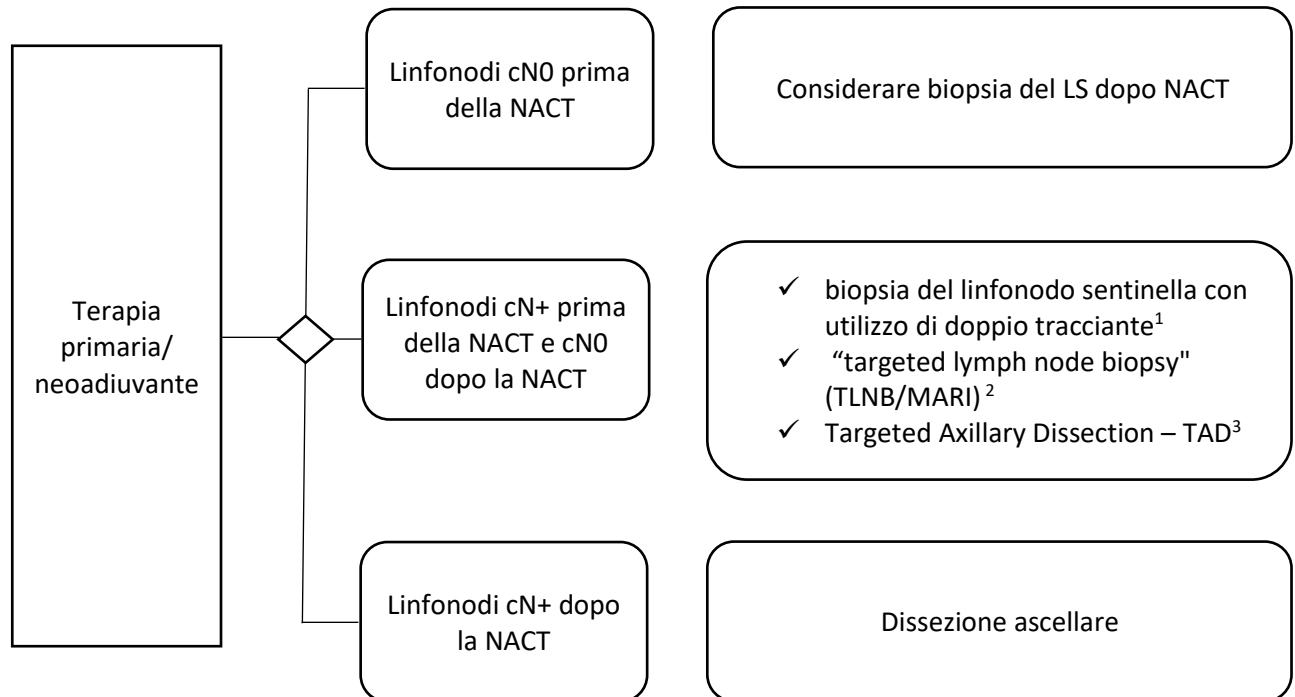 Terapia
primaria/
neoadiuvante
Linfonodi cN0 prima
della NACT
Considerare biopsia del LS dopo NACT
Linfonodi cN+ prima
della NACT e cN0
dopo la NACT
✓ biopsia del linfonodo sentinella con
utilizzo di doppio tracciante¹
✓ “targeted lymph node biopsy"
(TLNB/MARI) ²
✓ Targeted Axillary Dissection – TAD³
Linfonodi cN+ dopo
la NACT
Dissezione ascellare